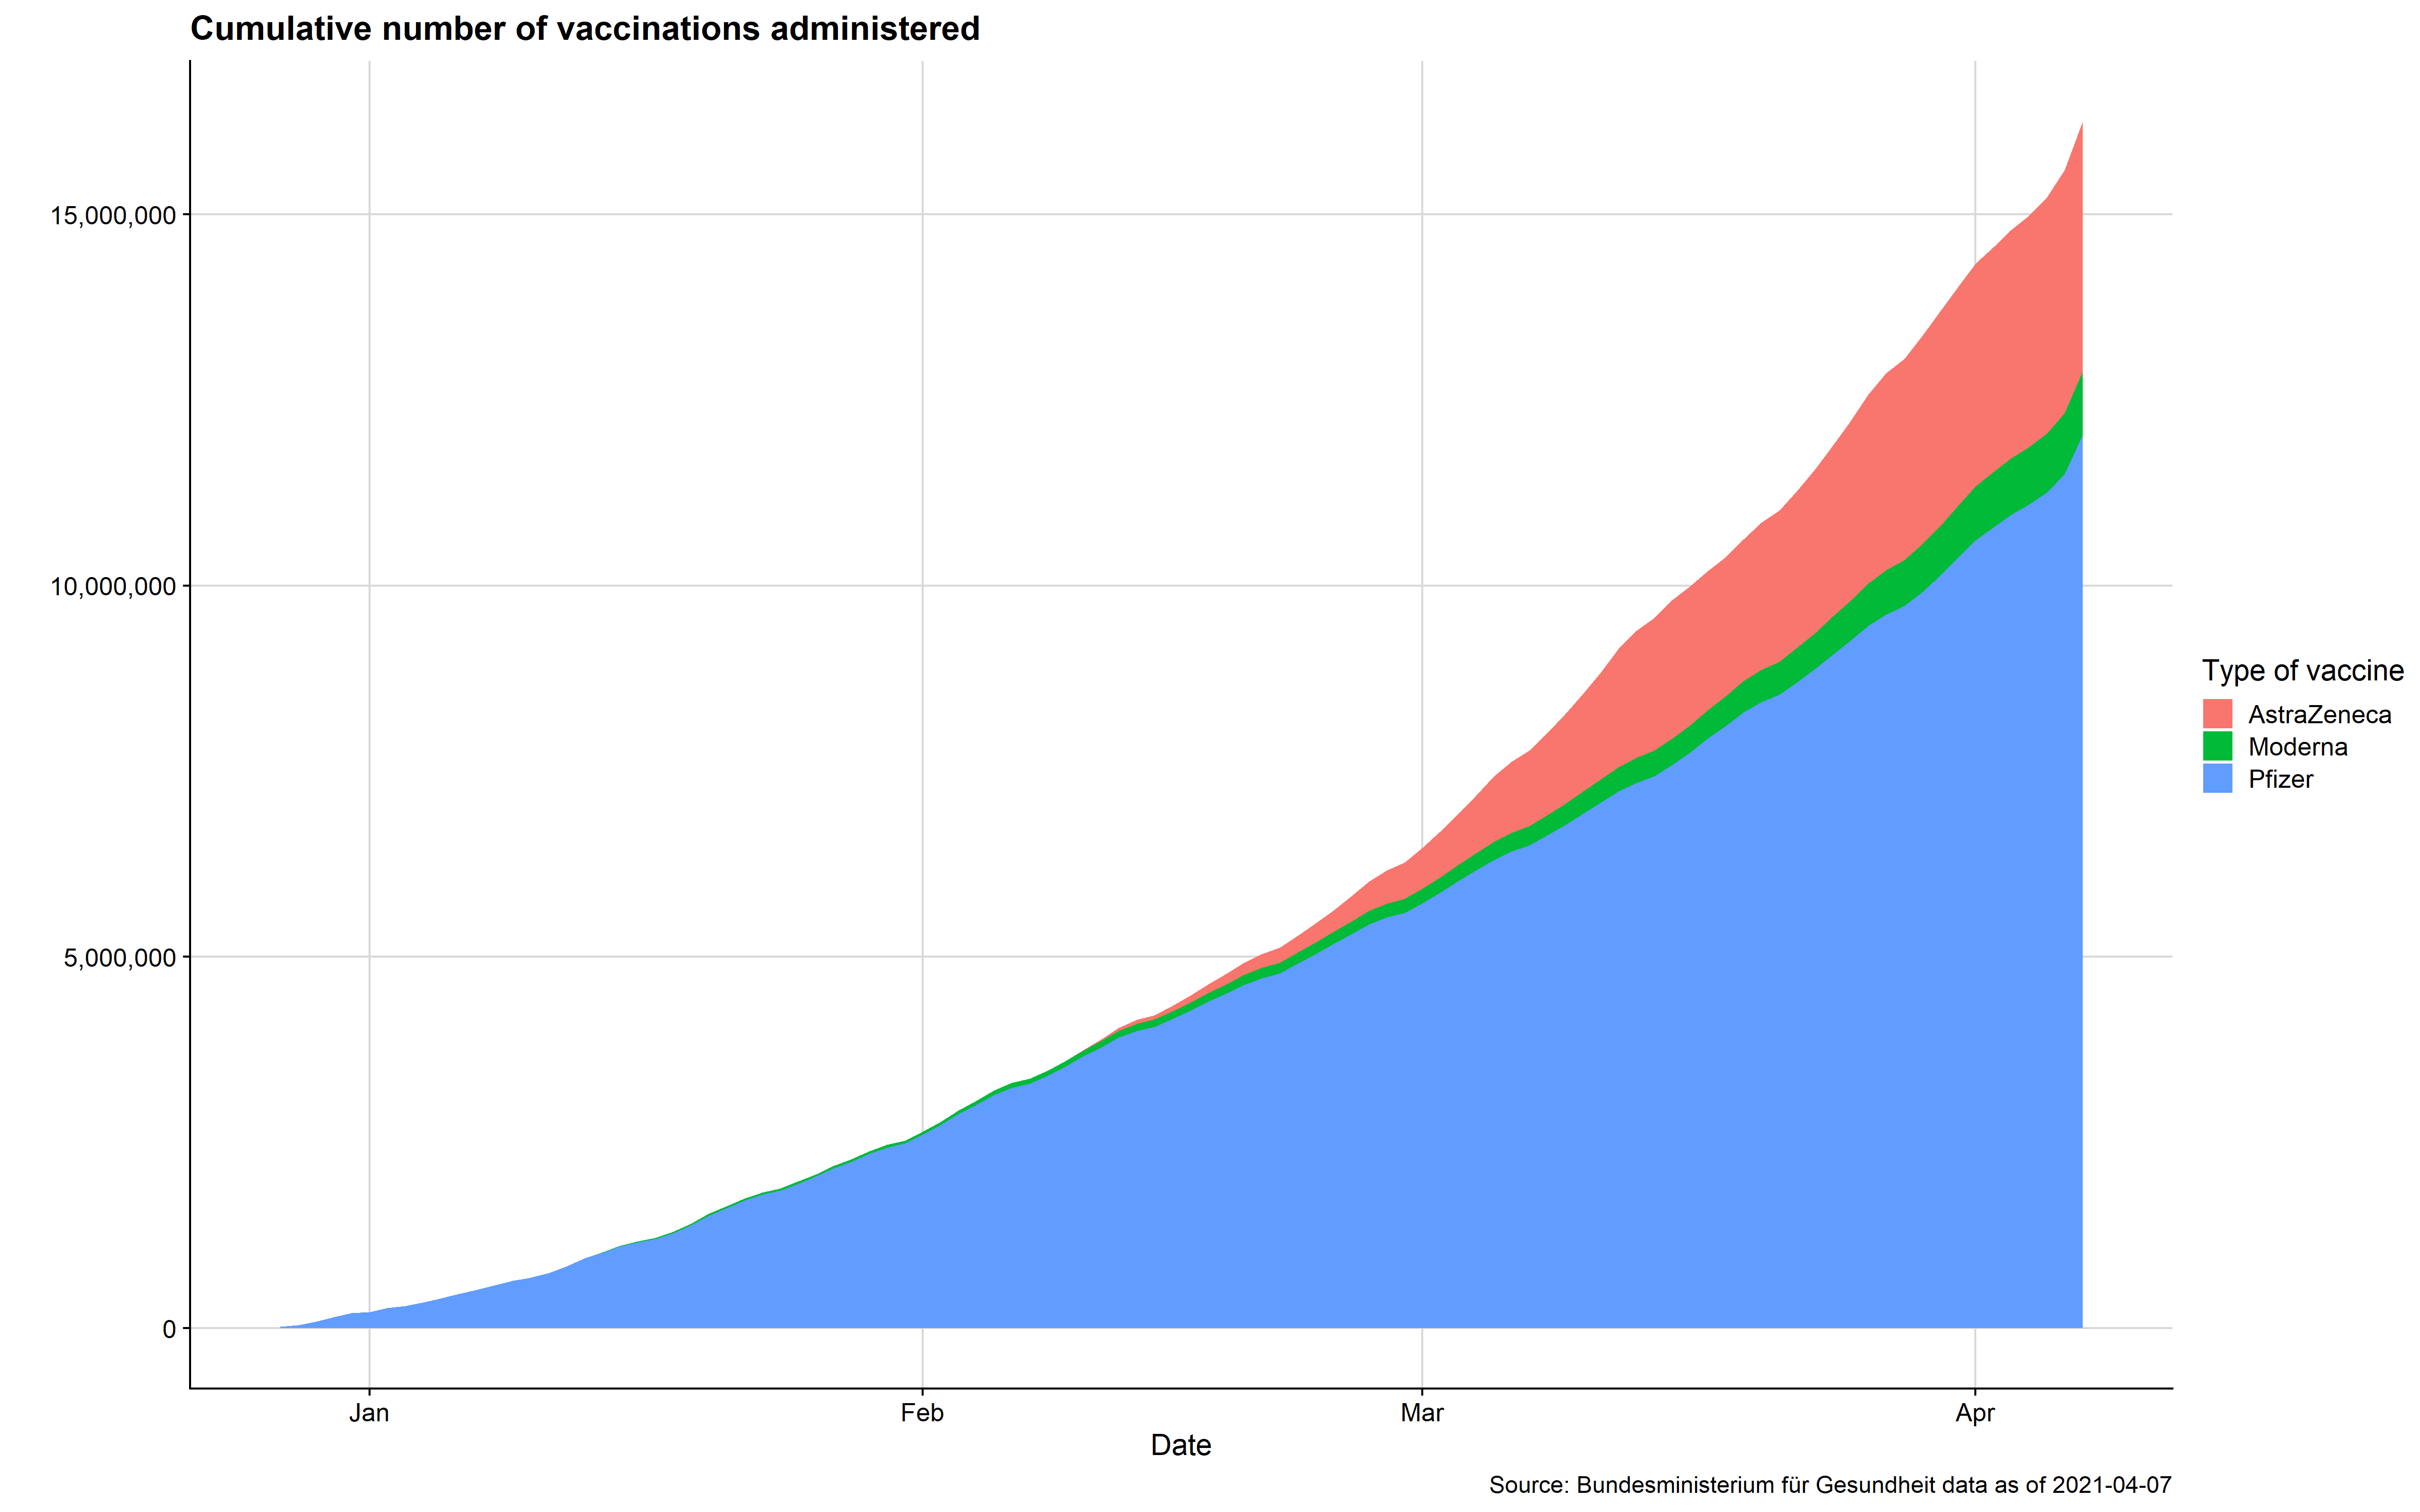 Cumulative number of vaccinations administered
15,000,000
10,000,000
5,000,000
0
Jan Feb Mar Apr
Date
Type of vaccine
AstraZeneca
Moderna
Pfizer
Source: Bundesministerium für Gesundheit data as of 2021-04-07